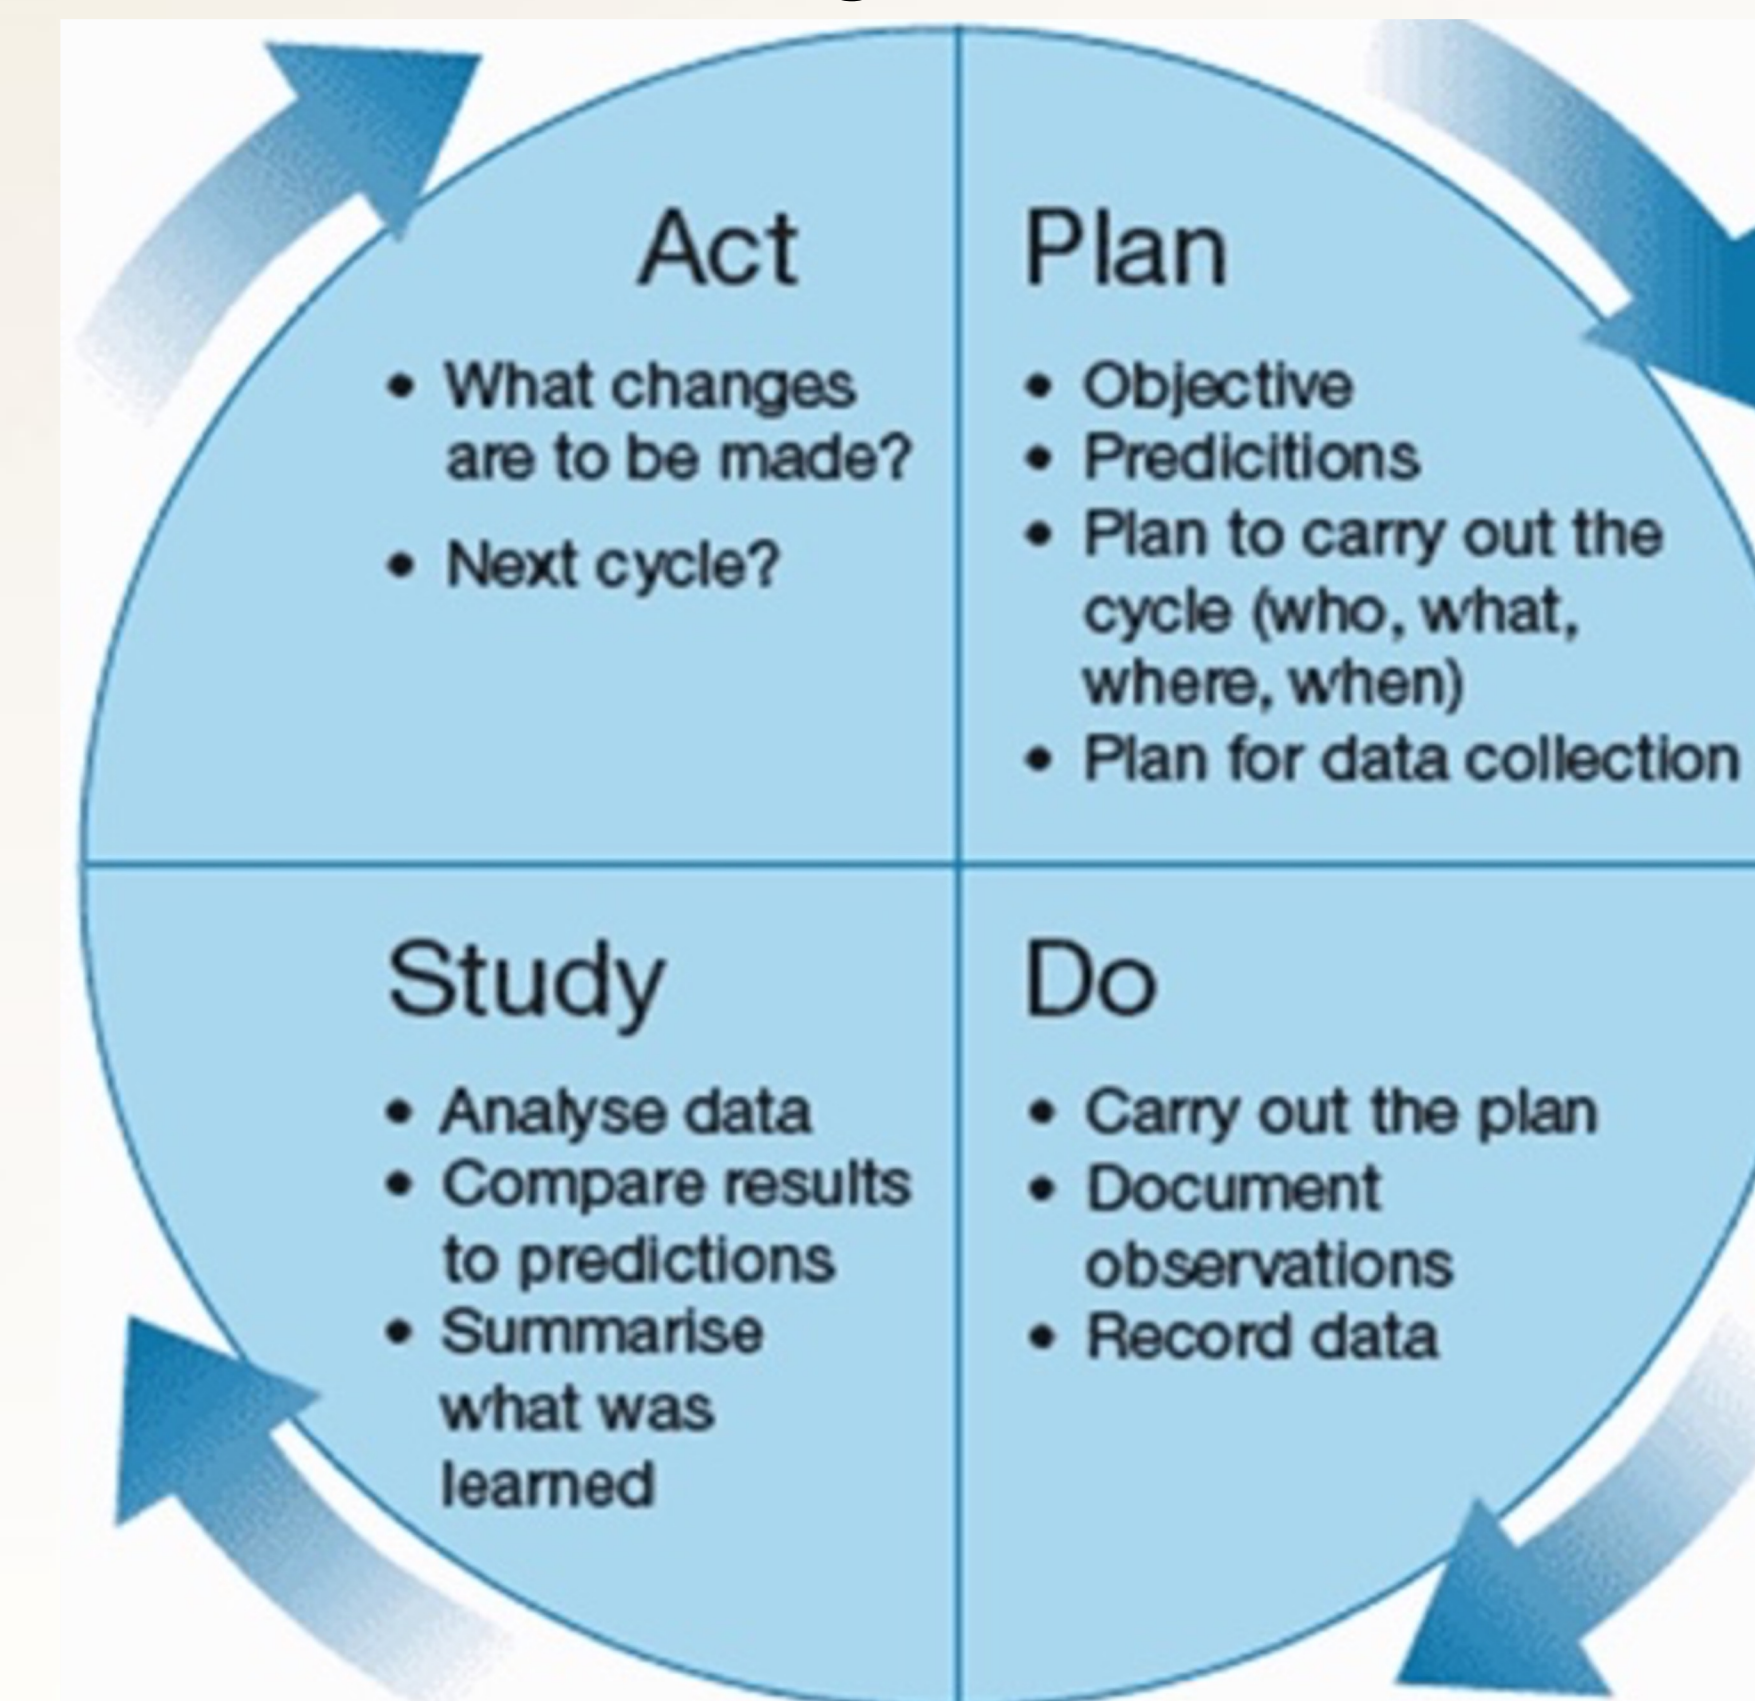 Act
• What changes
are to be made?
• Next cycle?
Plan
• Objective
• Predicitions
• Plan to carry out the
cycle (who, what,
where, when)
• Plan for data collection
Study
• Analyse data
• Compare results
to predictions
• Summarise
what was
learned
Do
• Carry out the plan
• Document
observations
• Record data